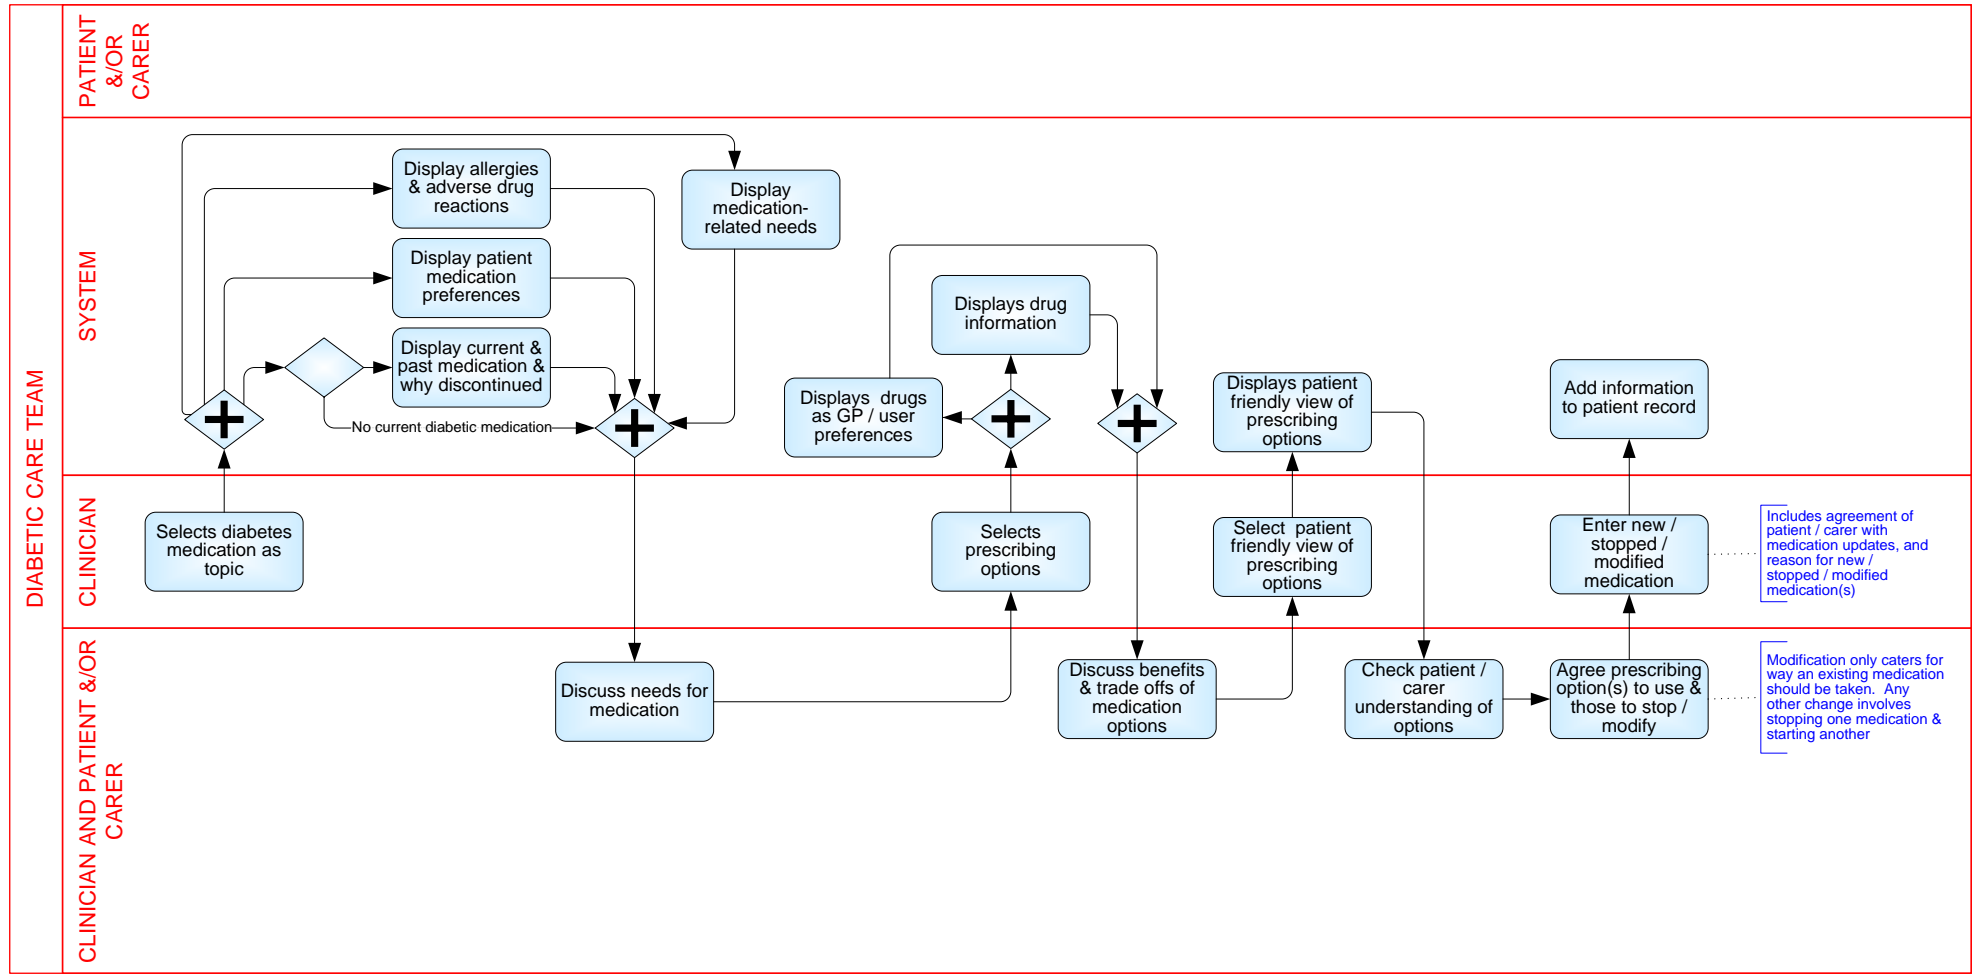 DIABETIC CARE TEAM
PATIENT
&/OR
CARER
SYSTEM
Display allergies
& adverse drug
reactions
Display
medication-
related needs
Display patient
medication
preferences
Display current &
past medication &
why discontinued
No current diabetic medication
Displays drug
information
Displays  drugs
as GP / user
preferences
Displays patient
friendly view of
prescribing
options
Add information
to patient record
CLINICIAN
Selects diabetes
medication as
topic
Selects
prescribing
options
Select  patient
friendly view of
prescribing
options
Enter new /
stopped /
modified
medication
Includes agreement of
patient / carer with
medication updates, and
reason for new /
stopped / modified
medication(s)
CLINICIAN AND PATIENT &/OR
CARER
Discuss needs for
medication
Discuss benefits
& trade offs of
medication
options
Check patient /
carer
understanding of
options
Agree prescribing
option(s) to use &
those to stop /
modify
Modification only caters for
way an existing medication
should be taken.  Any
other change involves
stopping one medication &
starting another